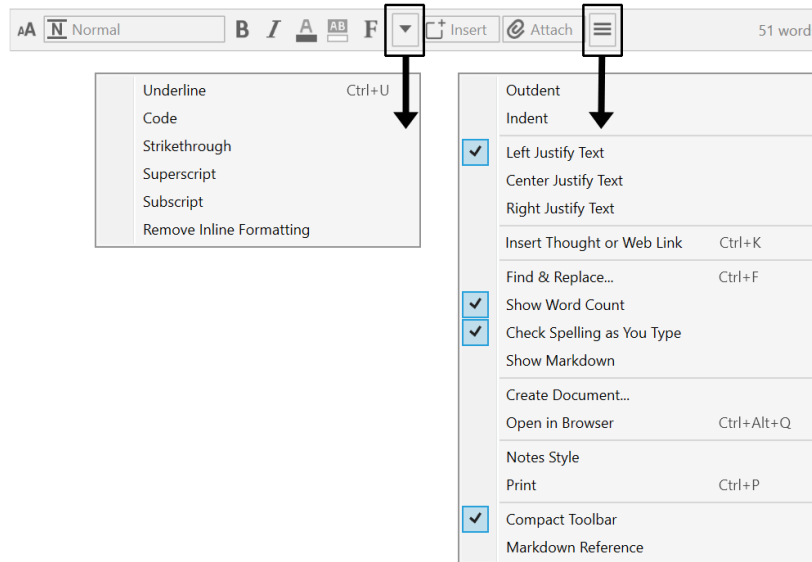 AA N Normal B I A AB F Insert Attach 51 word
Underline Ctrl+U
Code
Strikethrough
Superscript
Subscript
Remove Inline Formatting
Outdent
Indent
Left Justify Text
Center Justify Text
Right Justify Text
Insert Thought or Web Link Ctrl+K
Find & Replace... Ctrl+F
Show Word Count
Check Spelling as You Type
Show Markdown
Create Document...
Open in Browser Ctrl+Alt+Q
Notes Style
Print Ctrl+P
Compact Toolbar
Markdown Reference